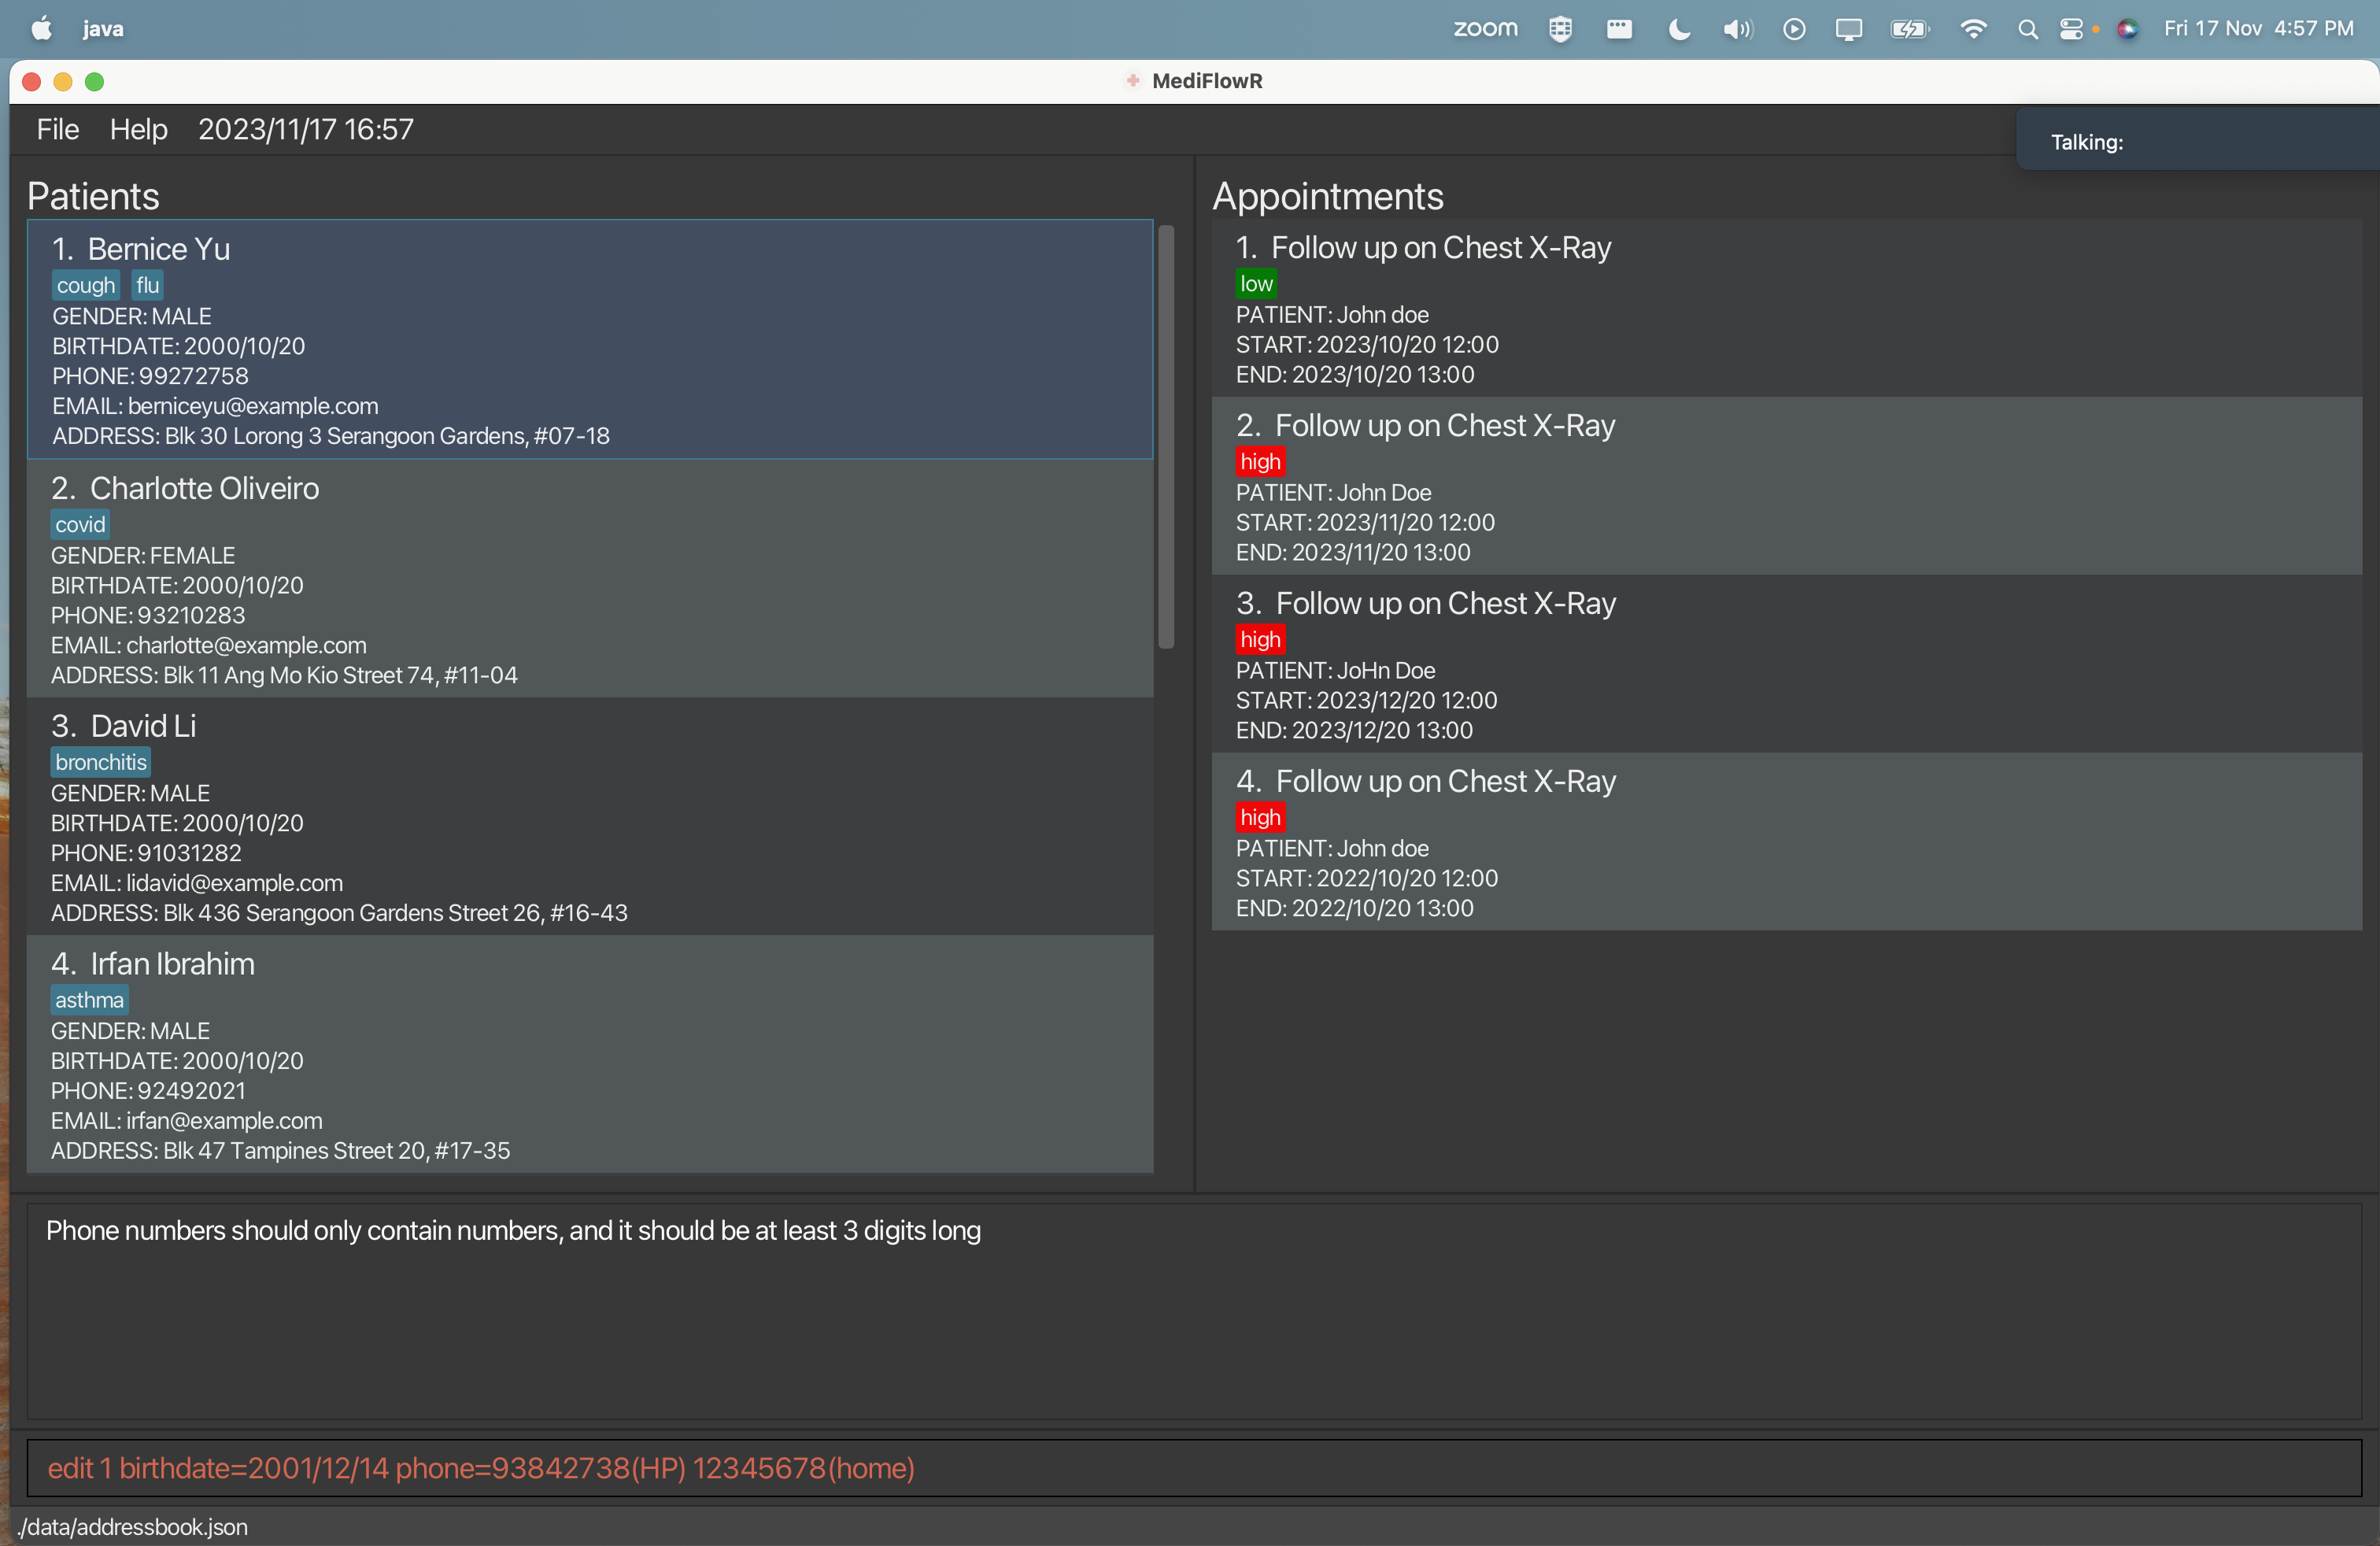 java
zoom
Fri 17 Nov 4:57 PM
MediFlowR
File Help 2023/11/17 16:57
Talking:
Patients
1. Bernice Yu
cough flu
GENDER: MALE
BIRTHDATE: 2000/10/20
PHONE: 99272758
EMAIL: berniceyu@example.com
ADDRESS: Blk 30 Lorong 3 Serangoon Gardens, #07-18
2. Charlotte Oliveiro
covid
GENDER: FEMALE
BIRTHDATE: 2000/10/20
PHONE: 93210283
EMAIL: charlotte@example.com
ADDRESS: Blk 11 Ang Mo Kio Street 74, #11-04
3. David Li
bronchitis
GENDER: MALE
BIRTHDATE: 2000/10/20
PHONE: 91031282
EMAIL: lidavid@example.com
ADDRESS: Blk 436 Serangoon Gardens Street 26, #16-43
4. Irfan Ibrahim
asthma
GENDER: MALE
BIRTHDATE: 2000/10/20
PHONE: 92492021
EMAIL: irfan@example.com
ADDRESS: Blk 47 Tampines Street 20, #17-35
Appointments
1. Follow up on Chest X-Ray
low
PATIENT: John doe
START: 2023/10/20 12:00
END: 2023/10/20 13:00
2. Follow up on Chest X-Ray
high
PATIENT: John Doe
START: 2023/11/20 12:00
END: 2023/11/20 13:00
3. Follow up on Chest X-Ray
high
PATIENT: JoHn Doe
START: 2023/12/20 12:00
END: 2023/12/20 13:00
4. Follow up on Chest X-Ray
high
PATIENT: John doe
START: 2022/10/20 12:00
END: 2022/10/20 13:00
Phone numbers should only contain numbers, and it should be at least 3 digits long
edit 1 birthdate=2001/12/14 phone=93842738(HP) 12345678(home)
./data/addressbook.json